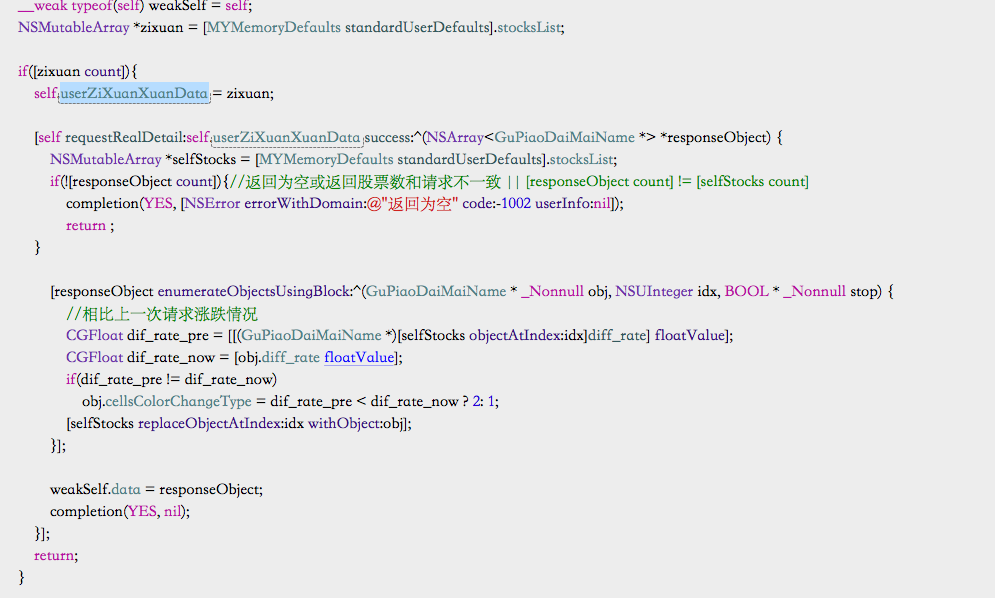 __weak typeof(self) weakSelf = self;
NSMutableArray *zixuan = [MYMemoryDefaults standardUserDefaults].stocksList;
if([zixuan count]){
self.userZiXuanXuanData = zixuan;
[self requestRealDetail:self.userZiXuanXuanData success:^(NSArray<GuPiaoDaiMaiName *> *responseObject) {
NSMutableArray *selfStocks = [MYMemoryDefaults standardUserDefaults].stocksList;
if(![responseObject count]){//返回为空或返回股票数和请求不一致 || [responseObject count] != [selfStocks count]
completion(YES, [NSError errorWithDomain:@"返回为空" code:-1002 userInfo:nil]);
return ;
}
[responseObject enumerateObjectsUsingBlock:^(GuPiaoDaiMaiName * _Nonnull obj, NSUInteger idx, BOOL * _Nonnull stop) {
//相比上一次请求涨跌情况
CGFloat dif_rate_pre = [[(GuPiaoDaiMaiName *)[selfStocks objectAtIndex:idx]diff_rate] floatValue];
CGFloat dif_rate_now = [obj.diff_rate floatValue];
if(dif_rate_pre != dif_rate_now)
obj.cellsColorChangeType = dif_rate_pre < dif_rate_now ? 2: 1;
[selfStocks replaceObjectAtIndex:idx withObject:obj];
}];
weakSelf.data = responseObject;
completion(YES, nil);
}];
return;
}